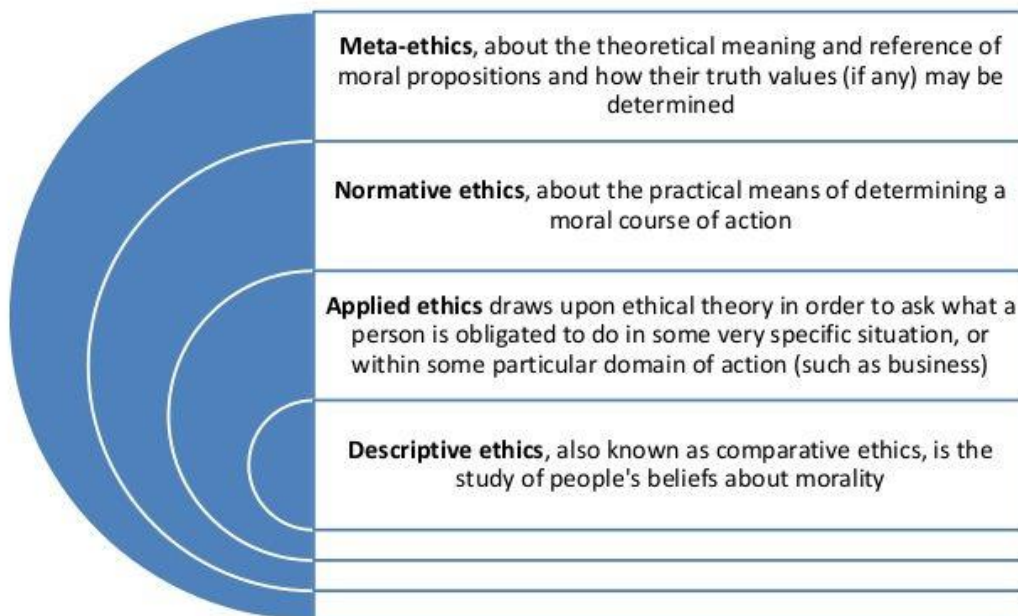 Meta-ethics, about the theoretical meaning and reference of
moral propositions and how their truth values (if any) may be
determined
Normative ethics, about the practical means of determining a
moral course of action
Applied ethics draws upon ethical theory in order to ask what a
person is obligated to do in some very specific situation, or
within some particular domain of action (such as business)
Descriptive ethics, also known as comparative ethics, is the
study of people's beliefs about morality